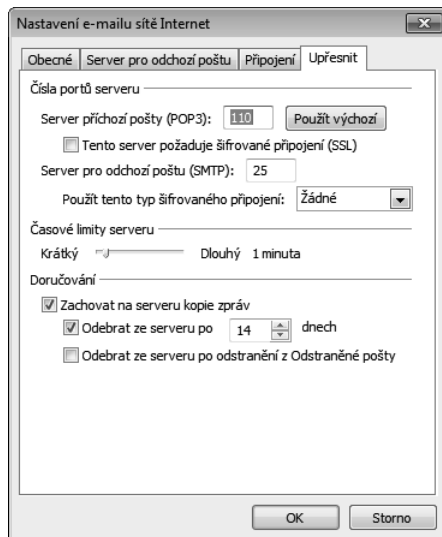 Nastavení e-mailu sítě Internet
Obecné Server pro odchozí poštu Připojení Upřesnit
Čísla portů serveru
Server příchozí pošty (POP3): 110 Použít výchozí
Tento server požaduje šifrované připojení (SSL)
Server pro odchozí poštu (SMTP): 25
Použít tento typ šifrovaného připojení: Žádné
Časové limity serveru
Krátký Dlouhý 1 minuta
Doručování
Zachovat na serveru kopie zpráv
Odebrat ze serveru po 14 dnech
Odebrat ze serveru po odstranění z Odstraněné pošty
OK Storno